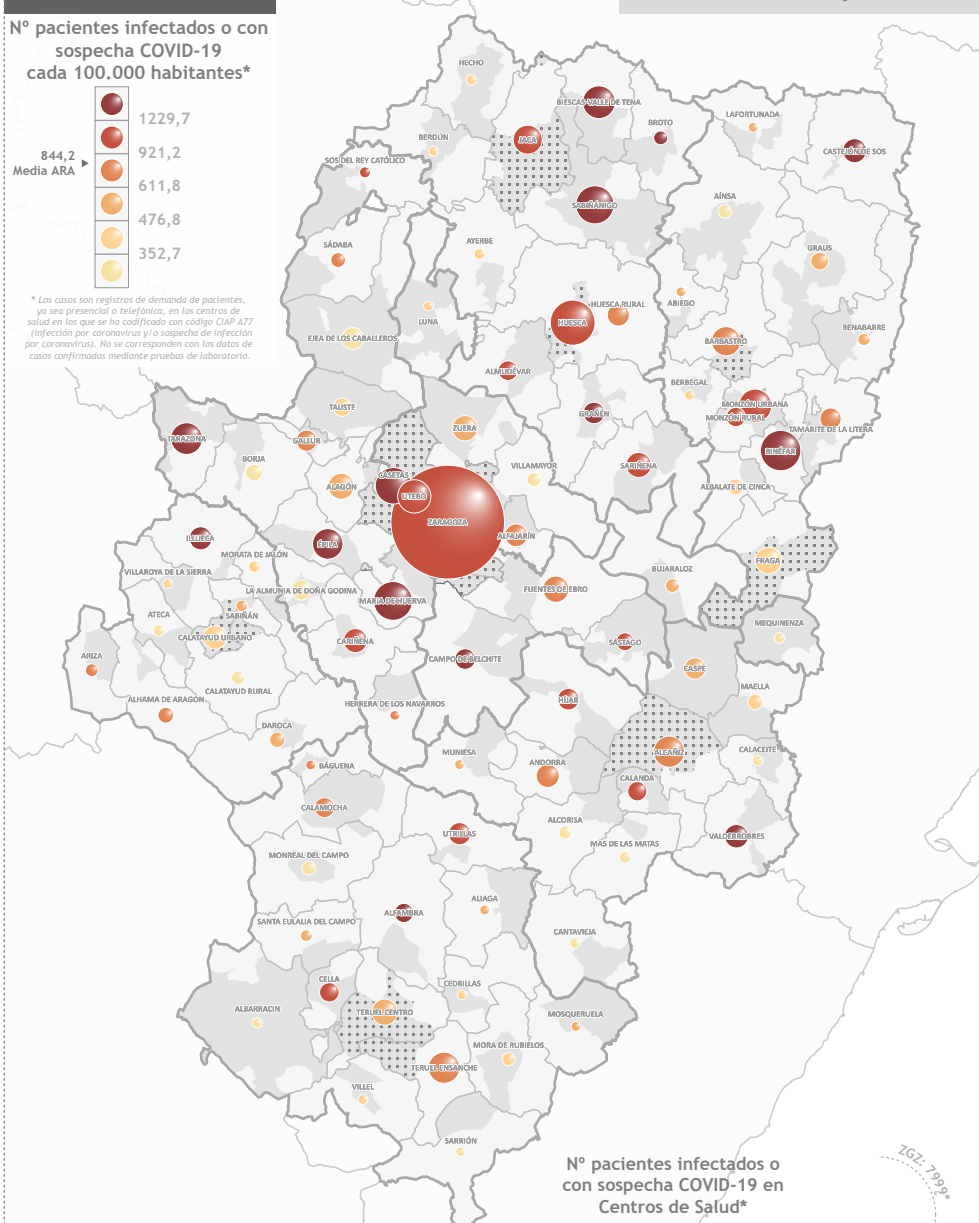 Nº pacientes infectados o con
sospecha COVID-19
cada 100.000 habitantes*
1229,7
921,2
844,2
Media ARA
611,8
476,8
352,7
* Los casos son registros de demanda de pacientes,
ya sea presencial o telefónica, en los centros de
salud en los que se ha codificado con código CIAP A77
(infección por coronavirus y/o sospecha de infección
por coronavirus). No se corresponden con los datos de
casos confirmados mediante pruebas de laboratorio.
HECHO
BIESCAS-VALLE DE TENA
BROTO
LAFORTUNADA
CASTEJÓN DE SOS
BERDÚN
JACA
SOS DEL REY CATÓLICO
SABIÑÁNIGO
AÍNSA
SÁDABA
AYERBE
GRAUS
LUNA
HUESCA
HUESCA RURAL
ABIEGO
BENABARRE
EJEA DE LOS CABALLEROS
BARBASTRO
ALMUDÉVAR
BERBEGAL
TAUSTE
GRAÑÉN
MONZÓN URBANA
MONZÓN RURAL
TAMARITE DE LA LITERA
TARAZONA
GALLUR
ZUERA
BINÉFAR
BORJA
VILLAMAYOR
SARIÑENA
CASETAS
ALAGÓN
UTEBO
ALBALATE DE CINCA
ZARAGOZA
ILLUECA
ÉPILA
ALFAJARÍN
MORATA DE JALÓN
FRAGA
VILLAROYA DE LA SIERRA
BUJARALOZ
LA ALMUNIA DE DOÑA GODINA
FUENTES DE EBRO
MARIA DE HUERVA
SABIÑÁN
ATECA
MEQUINENZA
CALATAYUD URBANO
CARIÑENA
SÁSTAGO
ARIZA
CAMPO DE BELCHITE
CASPE
CALATAYUD RURAL
MAELLA
ALHAMA DE ARAGÓN
HERRERA DE LOS NAVARROS
HIJAR
DAROCA
MUNIESA
ALCAÑIZ
CALACEITE
BÁGUENA
ANDORRA
CALANDA
CALAMOCHA
ALCORISA
UTRILLAS
VALDERROBRES
MAS DE LAS MATAS
MONREAL DEL CAMPO
ALIAGA
ALFAMBRA
SANTA EULALIA DEL CAMPO
CANTAVIEJA
CELLA
CEDRILLAS
ALBARRACIN
TERUEL CENTRO
MOSQUERUELA
MORA DE RUBIELOS
TERUEL ENSANCHE
VILLEL
SARRIÓN
ZGZ: 7999*
Nº pacientes infectados o
con sospecha COVID-19 en
Centros de Salud*